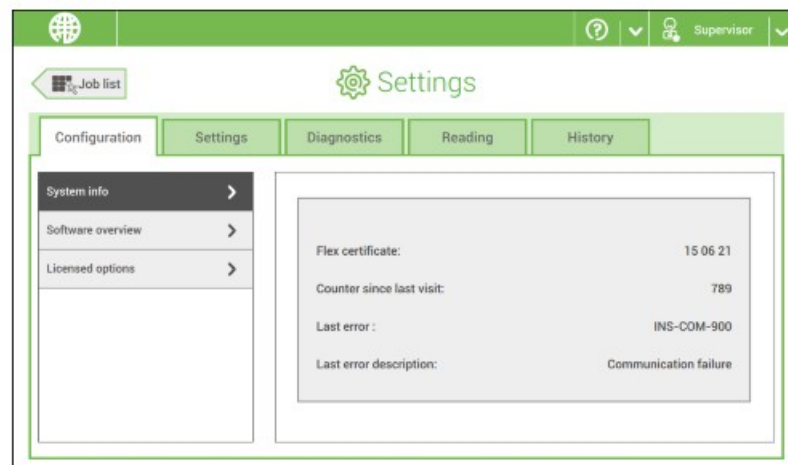 Supervisor
Job list
Settings
Configuration
Settings
Diagnostics
Reading
History
System info
Software overview
Licensed options
Flex certificate: 15 06 21
Counter since last visit: 789
Last error : INS-COM-900
Last error description: Communication failure